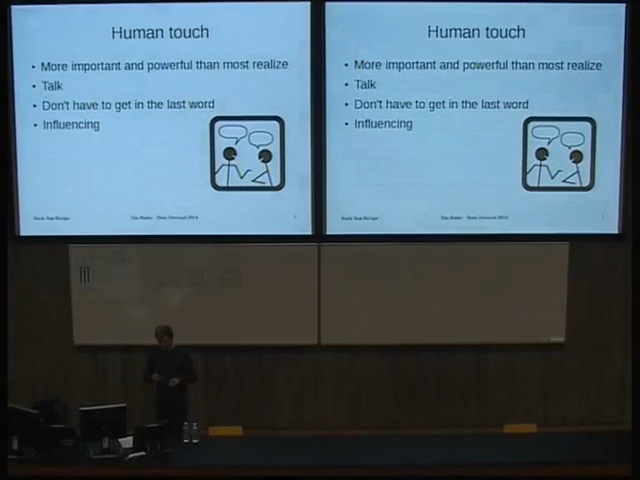 Human touch
• More important and powerful than most realize
• Talk
• Don't have to get in the last word
• Influencing
Human touch
• More important and powerful than most realize
• Talk
• Don't have to get in the last word
• Influencing